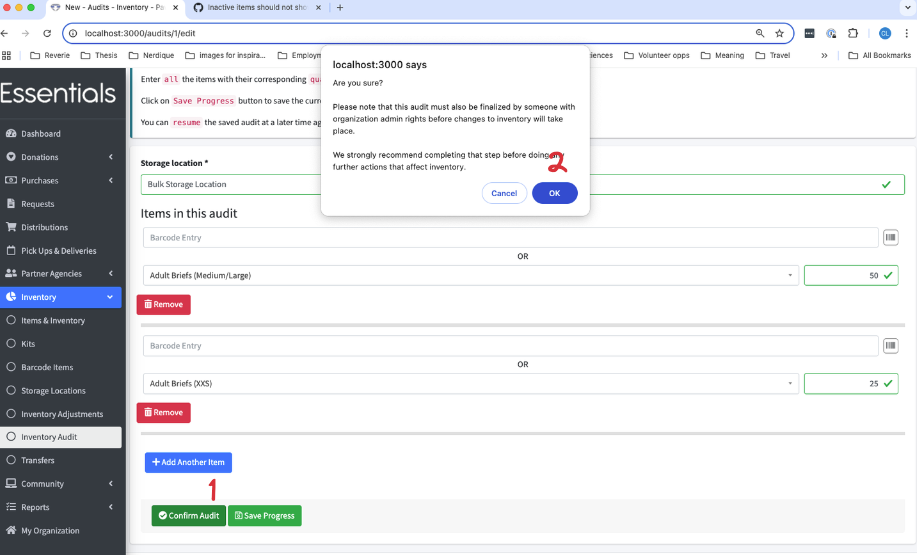 New - Audits - Inventory - Pa
Inactive items should not sho
localhost:3000/audits/1/edit
CL
Reverie
Thesis
Nerdique
images for inspira...
Employm
iences
Volunteer opps
Meaning
Travel
»
All Bookmarks
localhost:3000 says
Are you sure?
Please note that this audit must also be finalized by someone with
organization admin rights before changes to inventory will take
place.
We strongly recommend completing that step before doing any
further actions that affect inventory.
2
Cancel
OK
Essentials
Dashboard
Donations
Purchases
Requests
Distributions
Pick Ups & Deliveries
Partner Agencies
Inventory
Items & Inventory
Kits
Barcode Items
Storage Locations
Inventory Adjustments
Inventory Audit
Transfers
Community
Reports
My Organization
Enter all the items with their corresponding qu
Click on Save Progress button to save the curr
You can resume the saved audit at a later time ag
Storage location *
Bulk Storage Location
Items in this audit
Barcode Entry
OR
Adult Briefs (Medium/Large)
50
Remove
Barcode Entry
OR
Adult Briefs (XXS)
25
Remove
+ Add Another Item
1
Confirm Audit
Save Progress